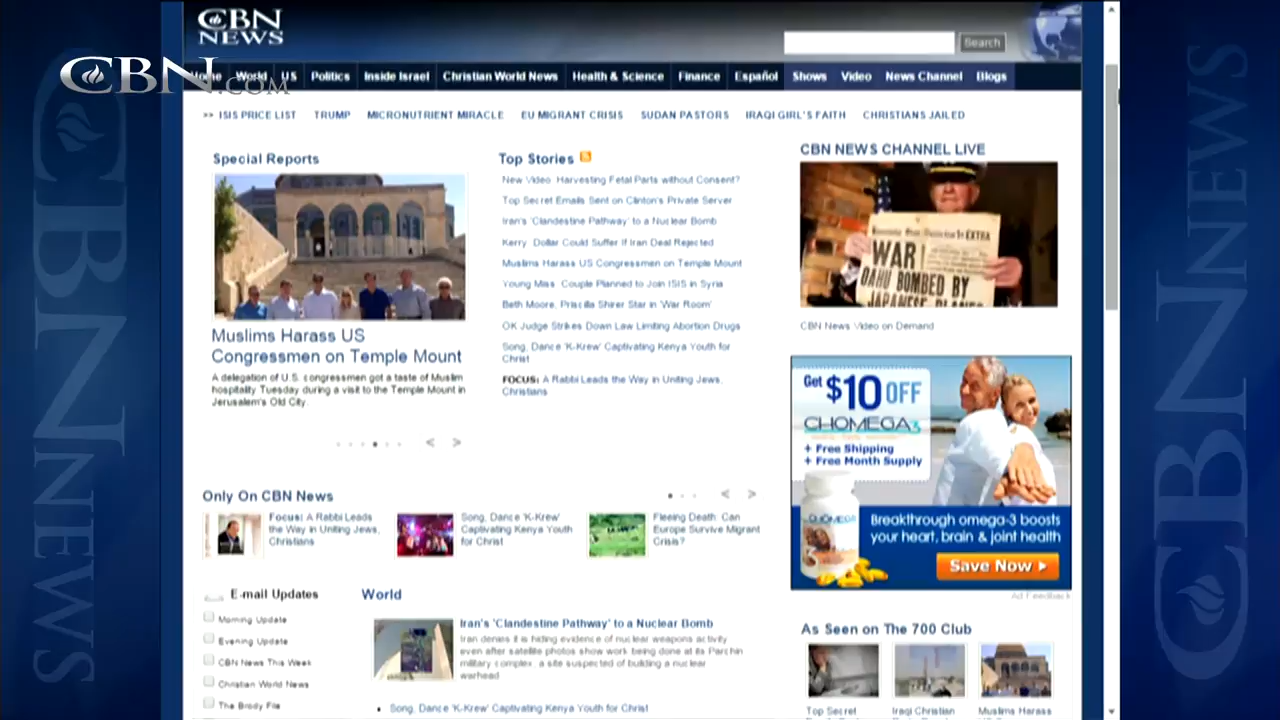 CBN
NEWS
Search
CBN.COM
Home World US Politics Inside Israel Christian World News Health & Science Finance Español Shows Video News Channel Blogs
>> ISIS PRICE LIST TRUMP MICRONUTRIENT MIRACLE EU MIGRANT CRISIS SUDAN PASTORS IRAQI GIRL'S FAITH CHRISTIANS JAILED
Special Reports
Muslims Harass US
Congressmen on Temple Mount
A delegation of U.S. congressmen got a taste of Muslim
hospitality Tuesday during a visit to the Temple Mount in
Jerusalem's Old City.
< >
Top Stories
New Video: Harvesting Fetal Parts without Consent?
Top Secret Emails Sent on Clinton's Private Server
Iran's 'Clandestine Pathway' to a Nuclear Bomb
Kerry: Dollar Could Suffer If Iran Deal Rejected
Muslims Harass US Congressmen on Temple Mount
Young Miss. Couple Planned to Join ISIS in Syria
Beth Moore, Priscilla Shirer Star in 'War Room'
OK Judge Strikes Down Law Limiting Abortion Drugs
Song, Dance 'K-Krew' Captivating Kenya Youth for
Christ
FOCUS: A Rabbi Leads the Way in Uniting Jews,
Christians
CBN NEWS CHANNEL LIVE
EXTRA
WAR!
OAHU BOMBED BY
JAPANESE PLANES
CBN News Video on Demand
Get $10 OFF
CHOMEGA3
+ Free Shipping
+ Free Month Supply
CHOMEGA
3
Breakthrough omega-3 boosts
your heart, brain & joint health
Save Now
Ad Feedback
Only On CBN News
< >
Focus: A Rabbi Leads
the Way in Uniting Jews,
Christians
Song, Dance 'K-Krew'
Captivating Kenya Youth
for Christ
Fleeing Death: Can
Europe Survive Migrant
Crisis?
E-mail Updates
Morning Update
Evening Update
CBN News This Week
Christian World News
The Brody File
World
Iran's 'Clandestine Pathway' to a Nuclear Bomb
Iran denies it is hiding evidence of nuclear weapons activity
even after satellite photos show work being done at its Parchin
military complex, a site suspected of building a nuclear
warhead.
Song, Dance 'K-Krew' Captivating Kenya Youth for Christ
As Seen on The 700 Club
Top Secret
Iraqi Christian
Muslims Harass
CBN NEWS
CBN NEWS